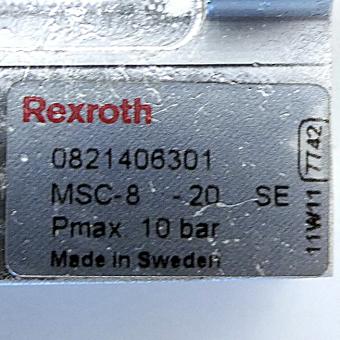 Rexroth
0821406301
MSC-8 -20 SE
Pmax 10 bar
Made in Sweden
11W11 7742